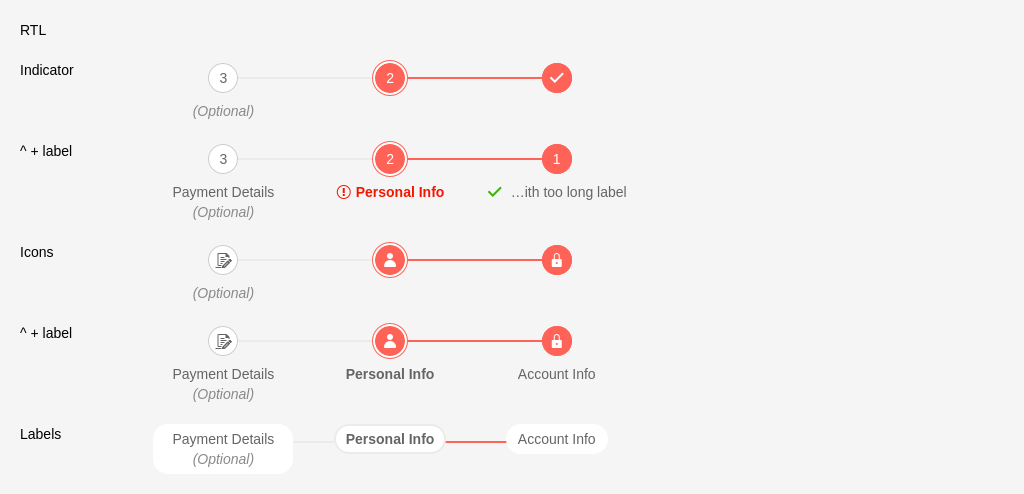 RTL
Indicator
3 2
(Optional)
^ + label
3 2 1
Payment Details Personal Info …ith too long label
(Optional)
Icons
(Optional)
^ + label
Payment Details Personal Info Account Info
(Optional)
Labels
Payment Details Personal Info Account Info
(Optional)